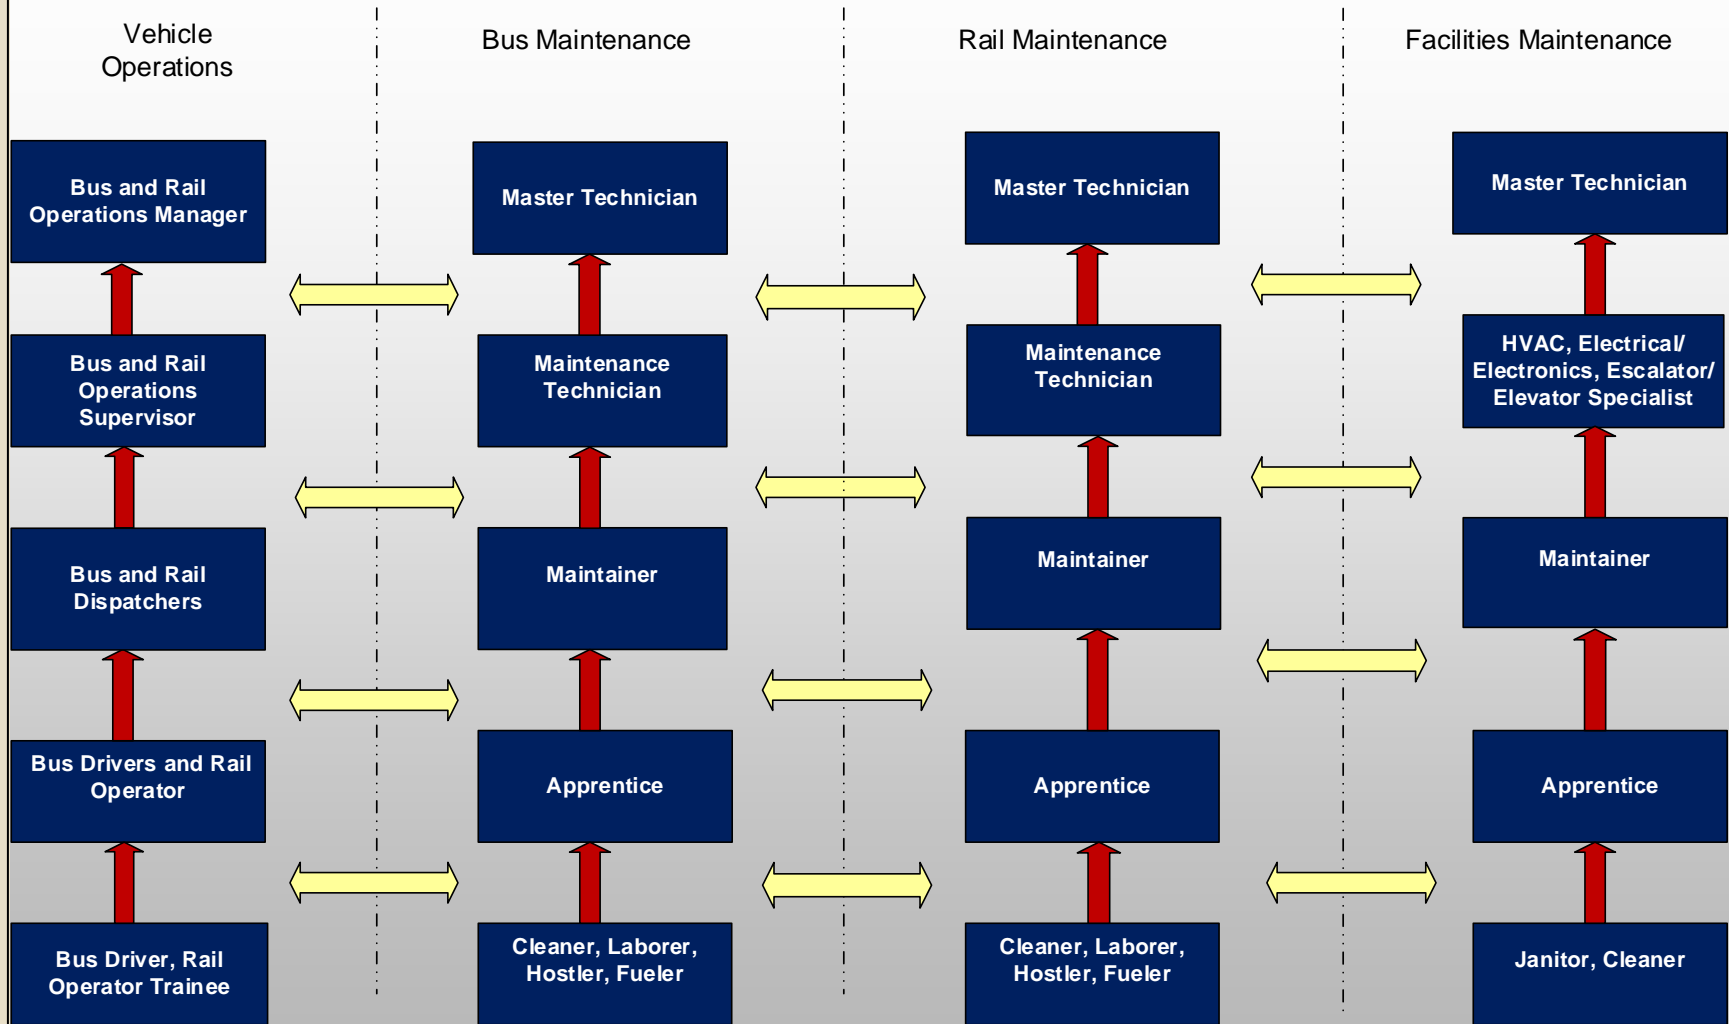 Vehicle
Operations
Bus Maintenance
Rail Maintenance
Facilities Maintenance
Bus and Rail
Operations Manager
Master Technician
Master Technician
Master Technician
Bus and Rail
Operations
Supervisor
Maintenance
Technician
Maintenance
Technician
HVAC, Electrical/
Electronics, Escalator/
Elevator Specialist
Bus and Rail
Dispatchers
Maintainer
Maintainer
Maintainer
Bus Drivers and Rail
Operator
Apprentice
Apprentice
Apprentice
Bus Driver, Rail
Operator Trainee
Cleaner, Laborer,
Hostler, Fueler
Cleaner, Laborer,
Hostler, Fueler
Janitor, Cleaner